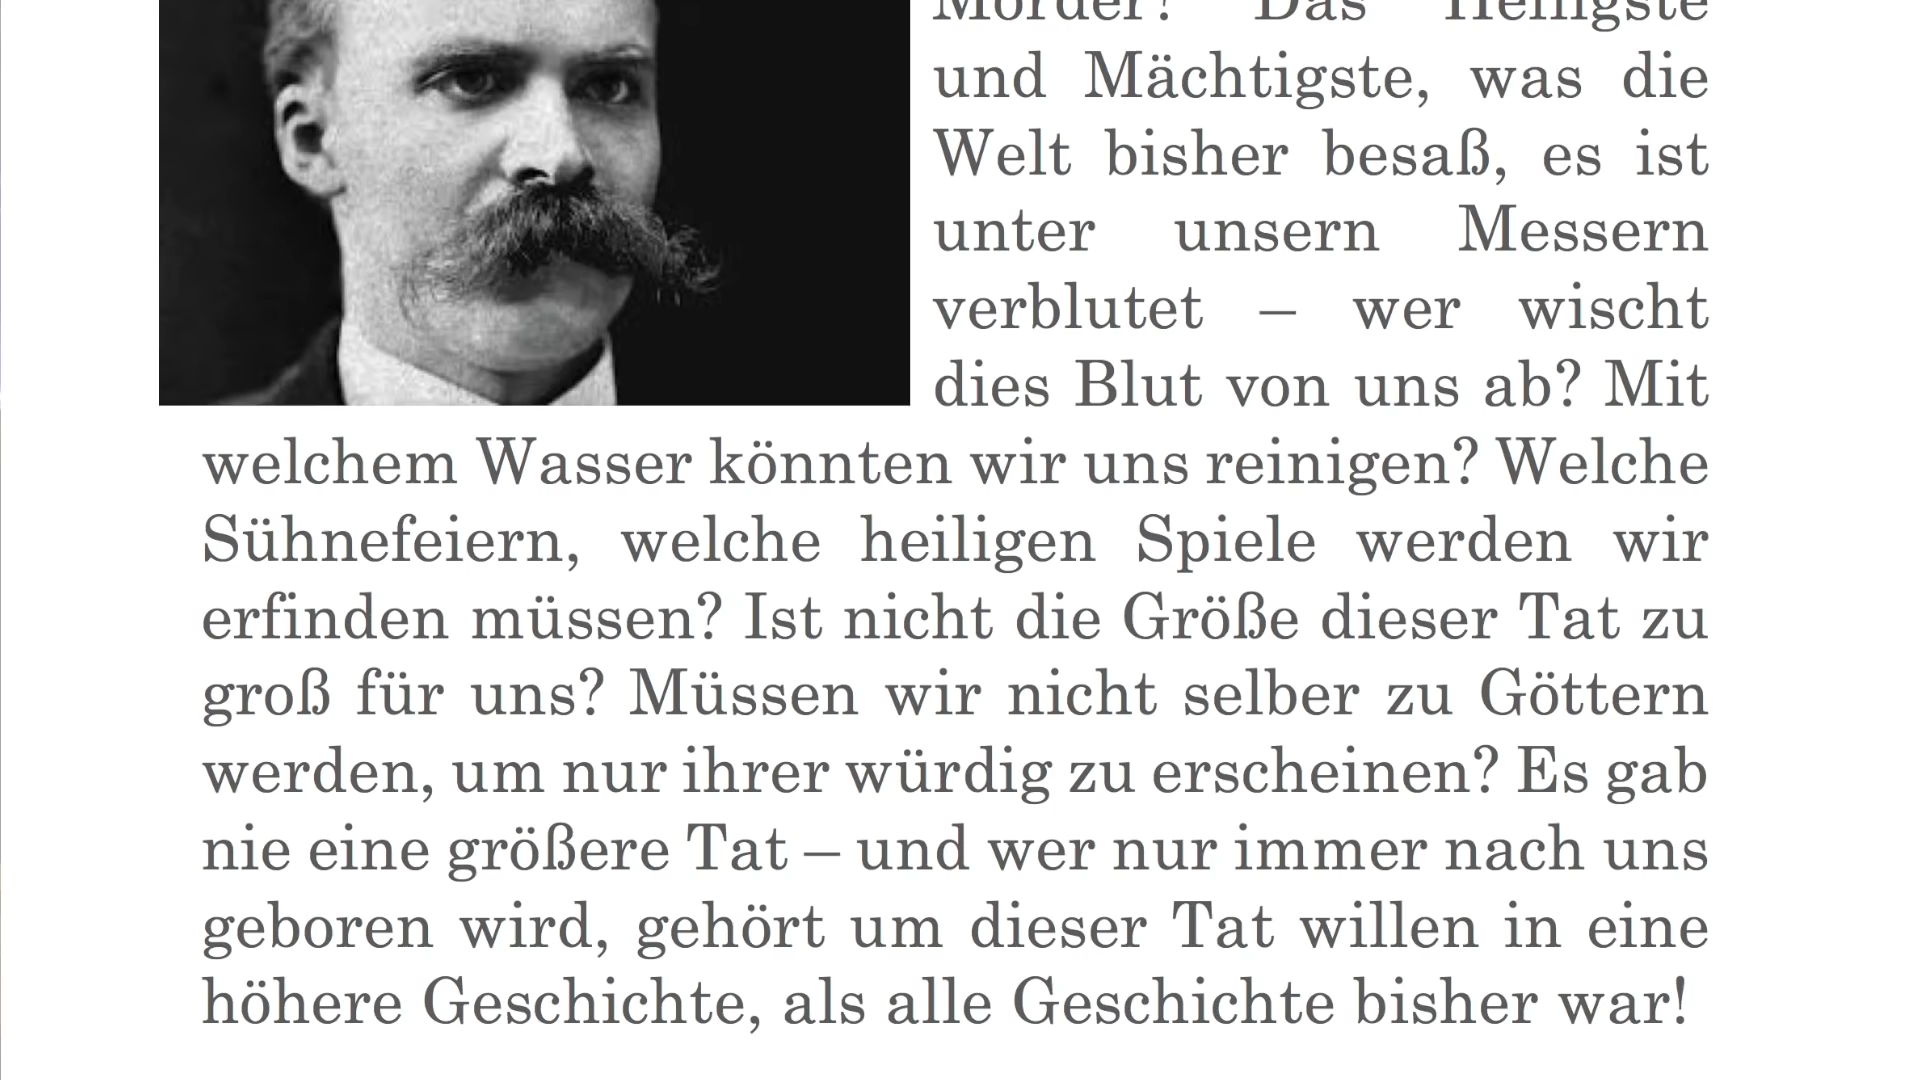 Mörder? Das Heiligste
und Mächtigste, was die
Welt bisher besaß, es ist
unter unsern Messern
verblutet – wer wischt
dies Blut von uns ab? Mit
welchem Wasser könnten wir uns reinigen? Welche
Sühnefeiern, welche heiligen Spiele werden wir
erfinden müssen? Ist nicht die Größe dieser Tat zu
groß für uns? Müssen wir nicht selber zu Göttern
werden, um nur ihrer würdig zu erscheinen? Es gab
nie eine größere Tat – und wer nur immer nach uns
geboren wird, gehört um dieser Tat willen in eine
höhere Geschichte, als alle Geschichte bisher war!